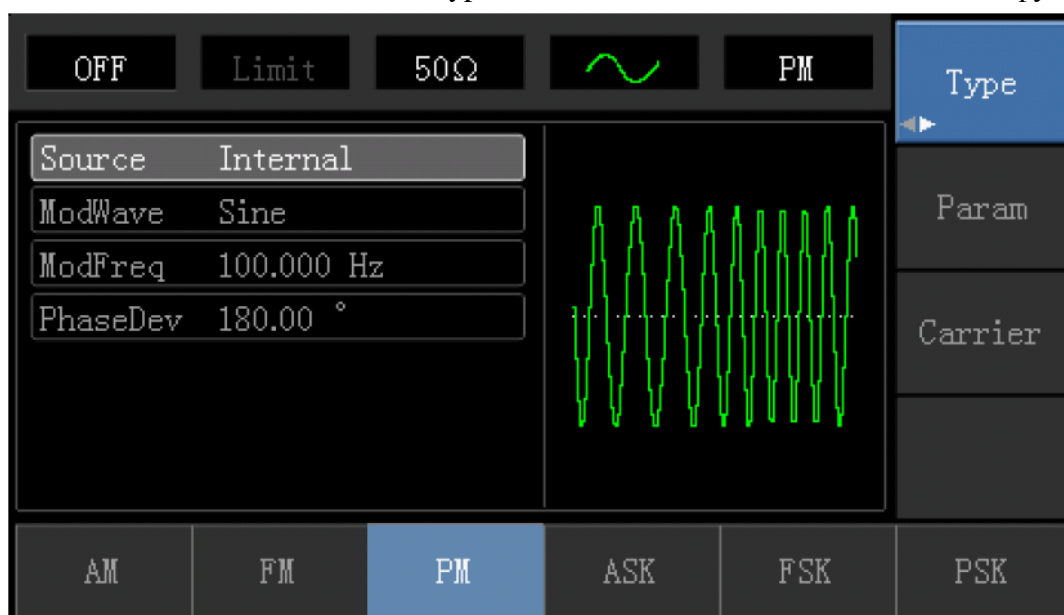 OFF
Limit
50Ω
PM
Type
Source Internal
ModWave Sine
ModFreq 100.000 Hz
PhaseDev 180.00 °
Param
Carrier
AM
FM
PM
ASK
FSK
PSK